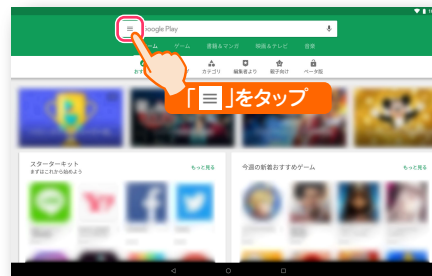 Google Play
ホーム ゲーム 書籍＆マンガ 映画＆テレビ 音楽
カテゴリ 編集者より 親子向け ベータ版
「≡」をタップ
スターターキット もっと見る
まずはこれから始めよう
今週の新着おすすめゲーム もっと見る